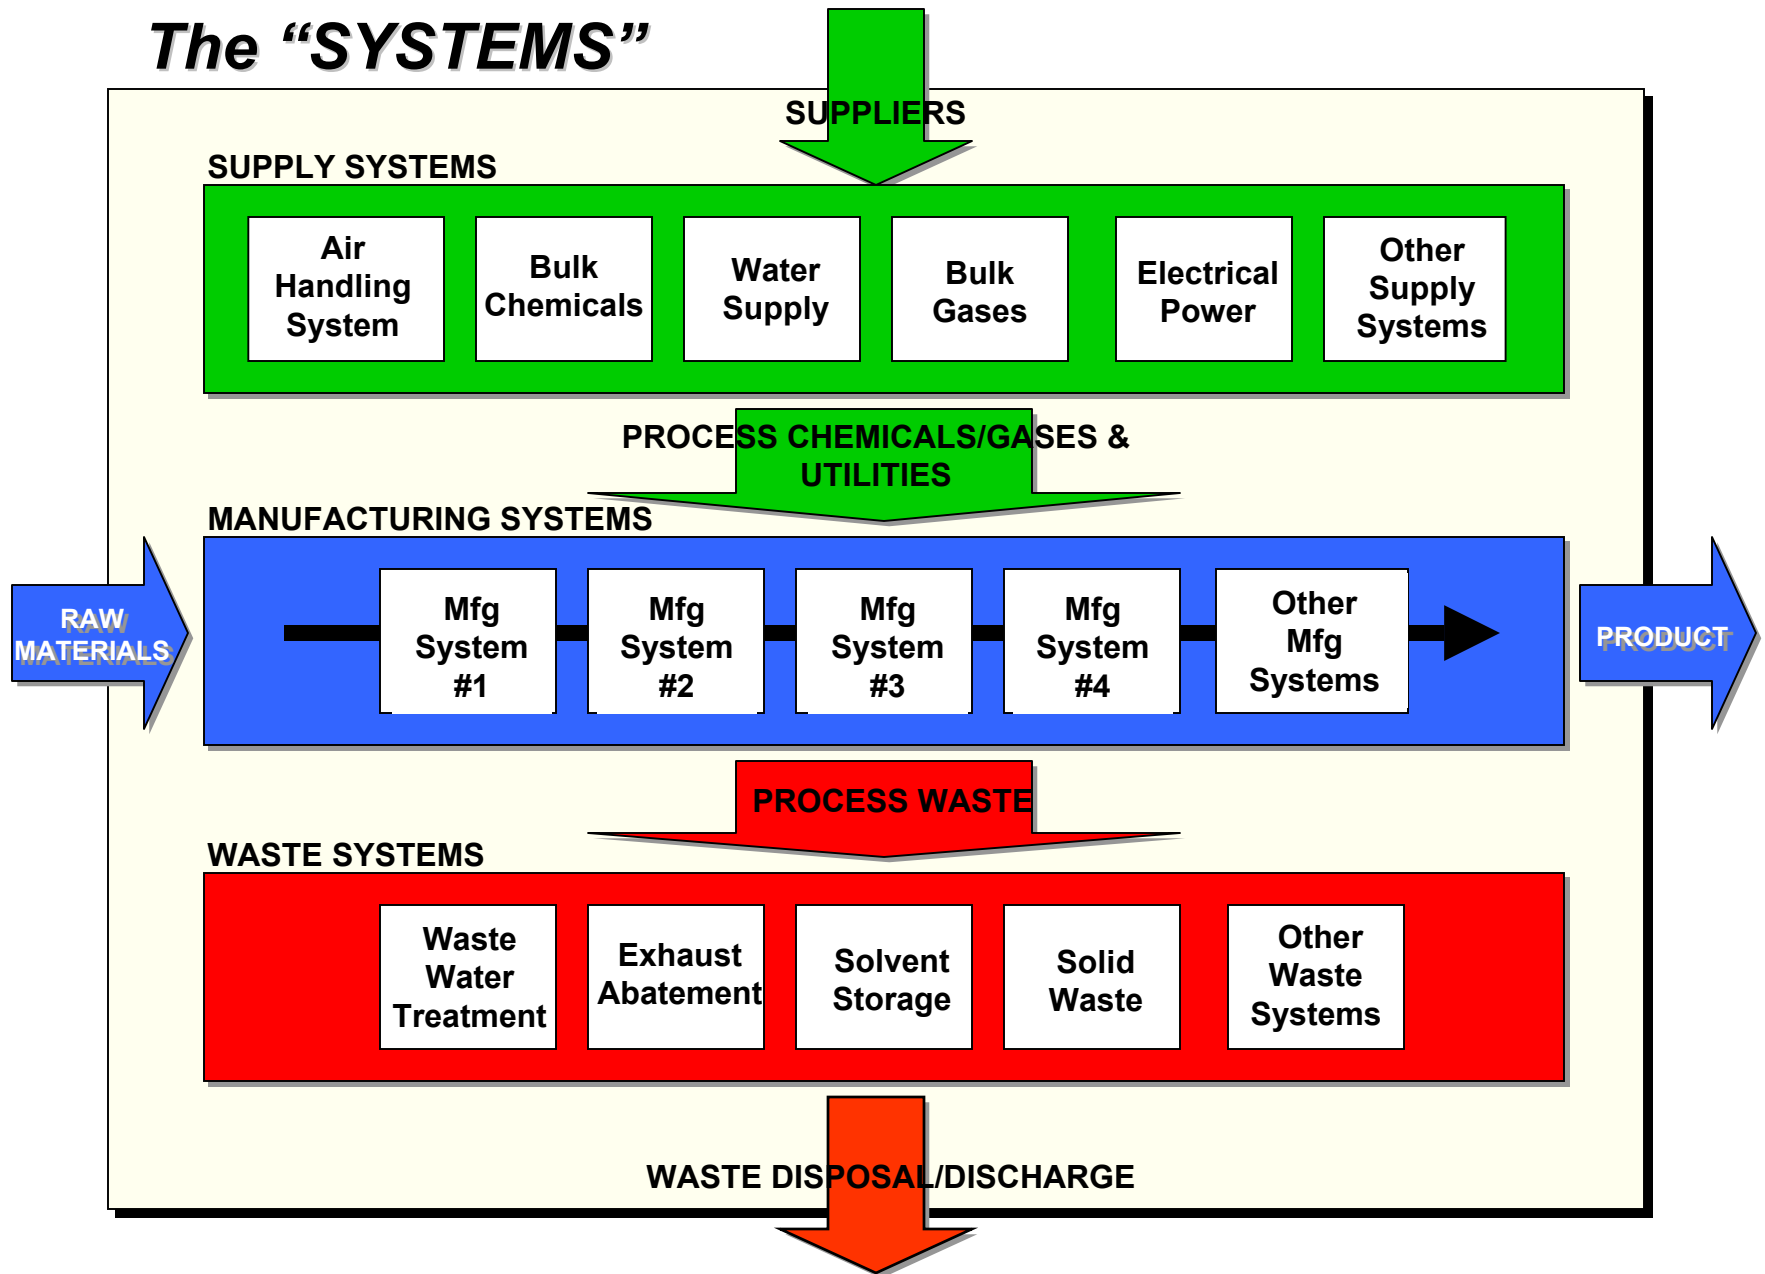 The “SYSTEMS”
SUPPLIERS
SUPPLY SYSTEMS
Air
Handling
System
Bulk
Chemicals
Water
Supply
Bulk
Gases
Electrical
Power
Other
Supply
Systems
PROCESS CHEMICALS/GASES &
UTILITIES
MANUFACTURING SYSTEMS
RAW
MATERIALS
Mfg
System
#1
Mfg
System
#2
Mfg
System
#3
Mfg
System
#4
Other
Mfg
Systems
PRODUCT
PROCESS WASTE
WASTE SYSTEMS
Waste
Water
Treatment
Exhaust
Abatement
Solvent
Storage
Solid
Waste
Other
Waste
Systems
WASTE DISPOSAL/DISCHARGE